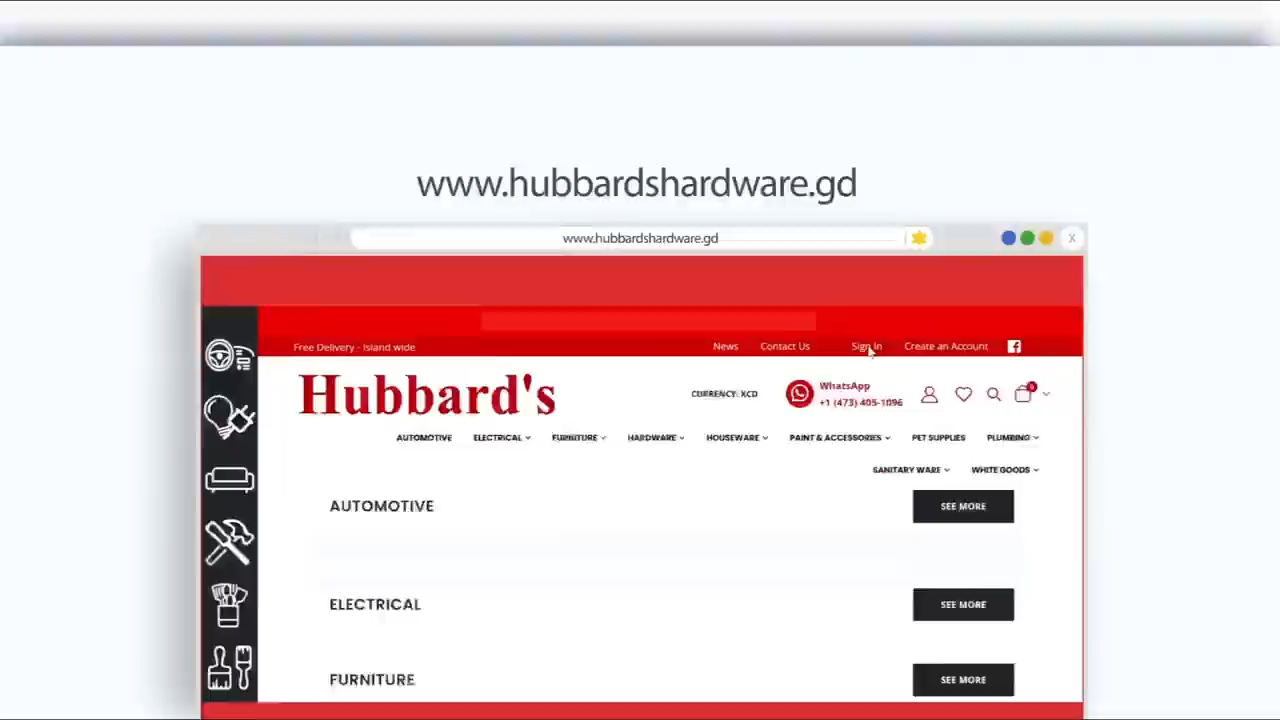 www.hubbardshardware.gd
www.hubbardshardware.gd X
Free Delivery - Island wide News Contact Us Sign In Create an Account
Hubbard's CURRENCY: XCD WhatsApp
+1 (473) 405-1096
AUTOMOTIVE ELECTRICAL FURNITURE HARDWARE HOUSEWARE PAINT & ACCESSORIES PET SUPPLIES PLUMBING
SANITARY WARE WHITE GOODS
AUTOMOTIVE SEE MORE
ELECTRICAL SEE MORE
FURNITURE SEE MORE